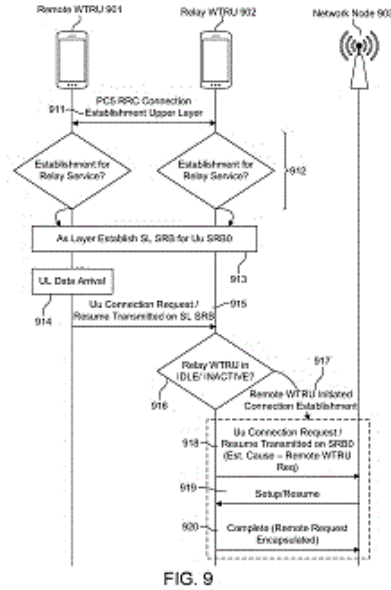 Remote WTRU 901
Relay WTRU 902
Network Node 903
911
PC5 RRC Connection
Establishment Upper Layer
Establishment for
Relay Service?
Establishment for
Relay Service?
912
As Layer Establish SL SRB for Uu SRB0
913
UL Data Arrival
914
915
Uu Connection Request /
Resume Transmitted on SL SRB
Relay WTRU in
IDLE/ INACTIVE?
916
917
Remote WTRU Initiated
Connection Establishment
918
Uu Connection Request /
Resume Transmitted on SRB0
(Est. Cause – Remote WTRU
Req)
919
Setup/Resume
920
Complete (Remote Request
Encapsulated)
FIG. 9